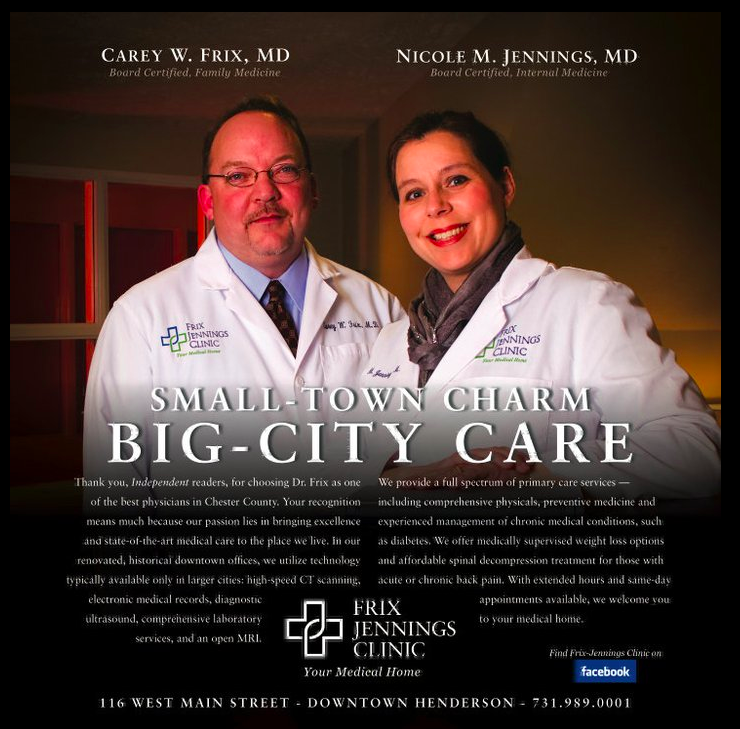 CAREY W. FRIX, MD
Board Certified, Family Medicine
NICOLE M. JENNINGS, MD
Board Certified, Internal Medicine
FRIX
JENNINGS
CLINIC
Your Medical Home
Carey W. Frix, M.D.
FRIX
JENNINGS
CLINIC
Your Medical Home
SMALL-TOWN CHARM
BIG-CITY CARE
Thank you, Independent readers, for choosing Dr. Frix as one
of the best physicians in Chester County. Your recognition
means much because our passion lies in bringing excellence
and state-of-the-art medical care to the place we live. In our
renovated, historical downtown offices, we utilize technology
typically available only in larger cities: high-speed CT scanning,
electronic medical records, diagnostic
ultrasound, comprehensive laboratory
services, and an open MRI.
We provide a full spectrum of primary care services —
including comprehensive physicals, preventive medicine and
experienced management of chronic medical conditions, such
as diabetes. We offer medically supervised weight loss options
and affordable spinal decompression treatment for those with
acute or chronic back pain. With extended hours and same-day
appointments available, we welcome you
to your medical home.
FRIX
JENNINGS
CLINIC
Your Medical Home
Find Frix-Jennings Clinic on
facebook
116 WEST MAIN STREET - DOWNTOWN HENDERSON - 731.989.0001